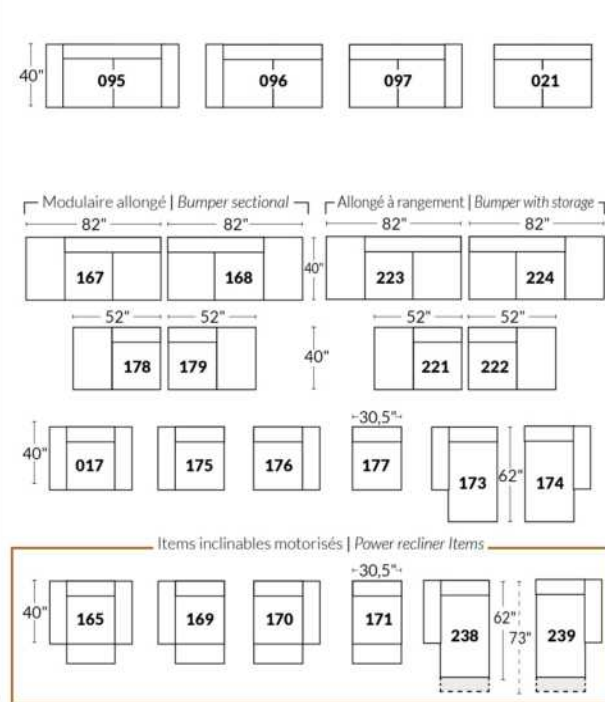 40"
095 096 097 021
Modulaire allongé | Bumper sectional Allongé à rangement | Bumper with storage
82" 82" 82" 82"
167 168 40" 223 224
52" 52" 52" 52"
178 179 40" 221 222
30,5"
40" 017 175 176 177 173 62" 174
Items inclinables motorisés | Power recliner Items
30,5"
40" 165 169 170 171 238 62" 73" 239